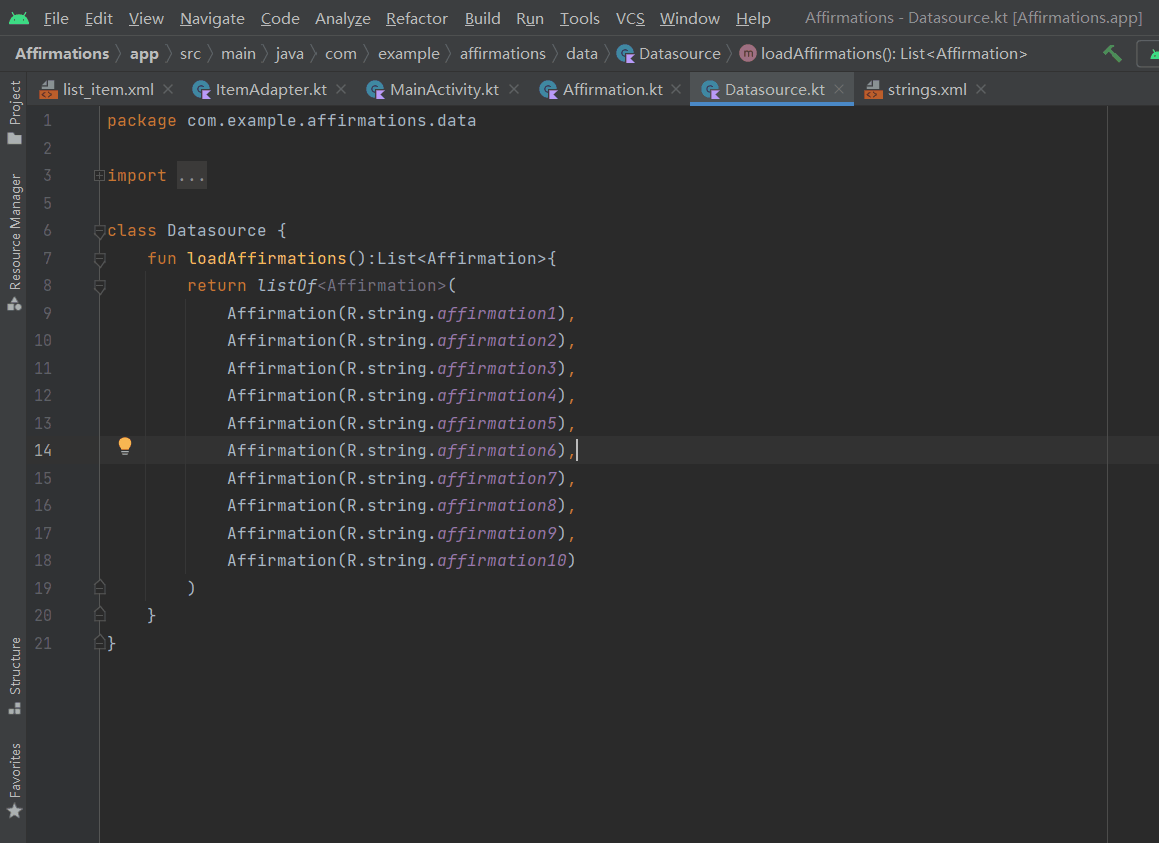 File Edit View Navigate Code Analyze Refactor Build Run Tools VCS Window Help Affirmations - Datasource.kt [Affirmations.app]
Affirmations app src main java com example affirmations data Datasource loadAffirmations(): List<Affirmation>
list_item.xml ItemAdapter.kt MainActivity.kt Affirmation.kt Datasource.kt strings.xml
Project
Resource Manager
Structure
Favorites
1 package com.example.affirmations.data
2
3 import ...
5
6 class Datasource {
7 fun loadAffirmations():List<Affirmation>{
8 return listOf<Affirmation>(
9 Affirmation(R.string.affirmation1),
10 Affirmation(R.string.affirmation2),
11 Affirmation(R.string.affirmation3),
12 Affirmation(R.string.affirmation4),
13 Affirmation(R.string.affirmation5),
14 Affirmation(R.string.affirmation6),
15 Affirmation(R.string.affirmation7),
16 Affirmation(R.string.affirmation8),
17 Affirmation(R.string.affirmation9),
18 Affirmation(R.string.affirmation10)
19 )
20 }
21 }